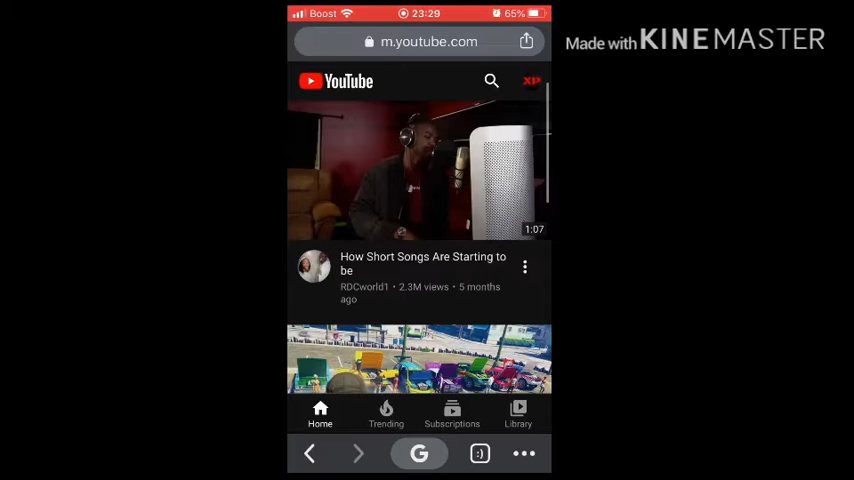 Boost 23:29 65%
m.youtube.com
Made with KINEMASTER
YouTube
XP
1:07
How Short Songs Are Starting to
be
RDCworld1 • 2.3M views • 5 months
ago
Home Trending Subscriptions Library
G :)